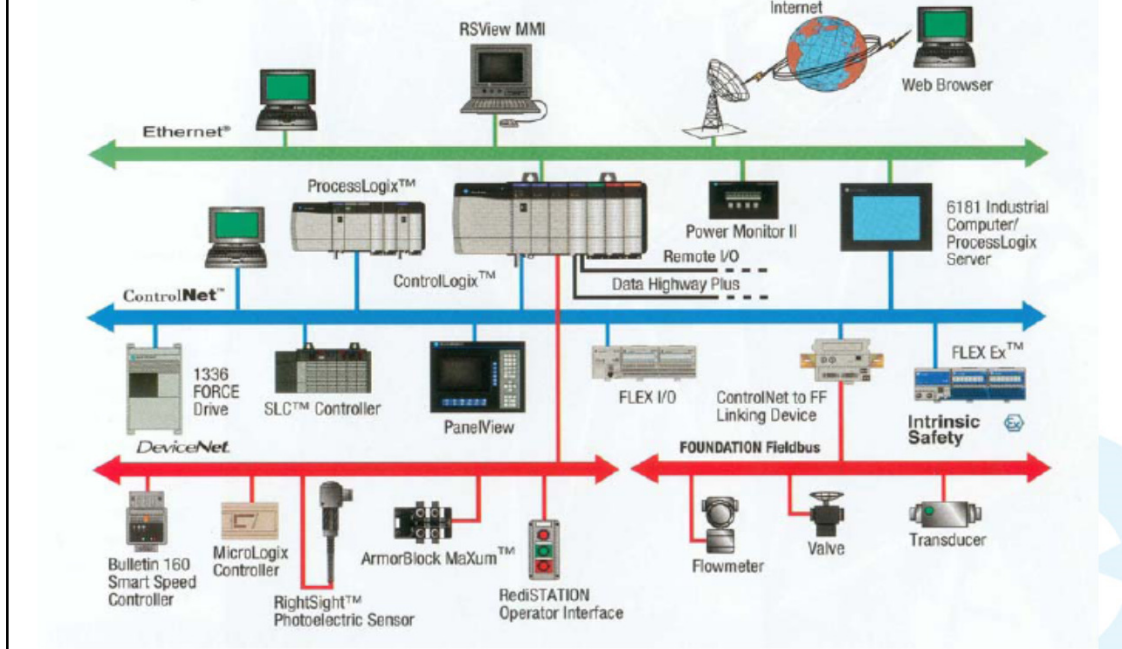 Internet
RSView MMI
Web Browser
Ethernet®
ProcessLogix™
Power Monitor II
6181 Industrial
Computer/
ProcessLogix
Server
Remote I/O
ControlLogix™
Data Highway Plus
ControlNet™
1336
FORCE
Drive
SLC™ Controller
PanelView
FLEX I/O
ControlNet to FF
Linking Device
FLEX Ex™
Intrinsic
Safety
Ex
DeviceNet
FOUNDATION Fieldbus
Bulletin 160
Smart Speed
Controller
MicroLogix
Controller
RightSight™
Photoelectric Sensor
ArmorBlock MaXum™
RediSTATION
Operator Interface
Flowmeter
Valve
Transducer